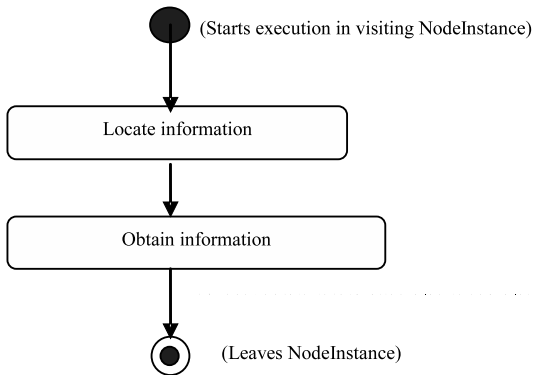 (Starts execution in visiting NodeInstance)
Locate information
Obtain information
(Leaves NodeInstance)